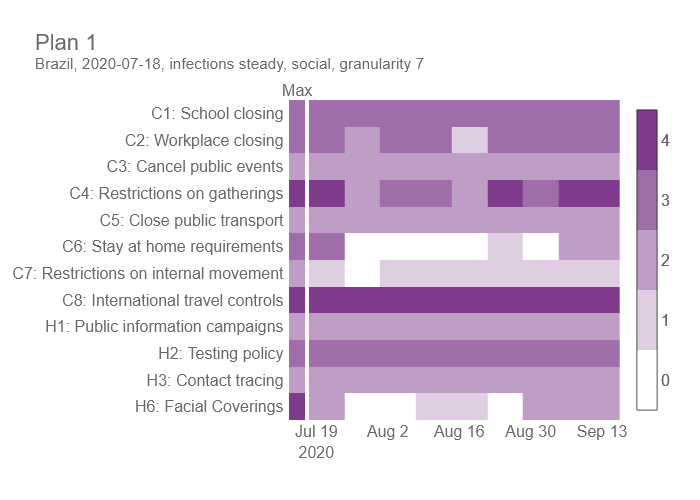 Plan 1
Brazil, 2020-07-18, infections steady, social, granularity 7
Max
C1: School closing
C2: Workplace closing
C3: Cancel public events
C4: Restrictions on gatherings
C5: Close public transport
C6: Stay at home requirements
C7: Restrictions on internal movement
C8: International travel controls
H1: Public information campaigns
H2: Testing policy
H3: Contact tracing
H6: Facial Coverings
Jul 19 Aug 2 Aug 16 Aug 30 Sep 13
2020
4
3
2
1
0